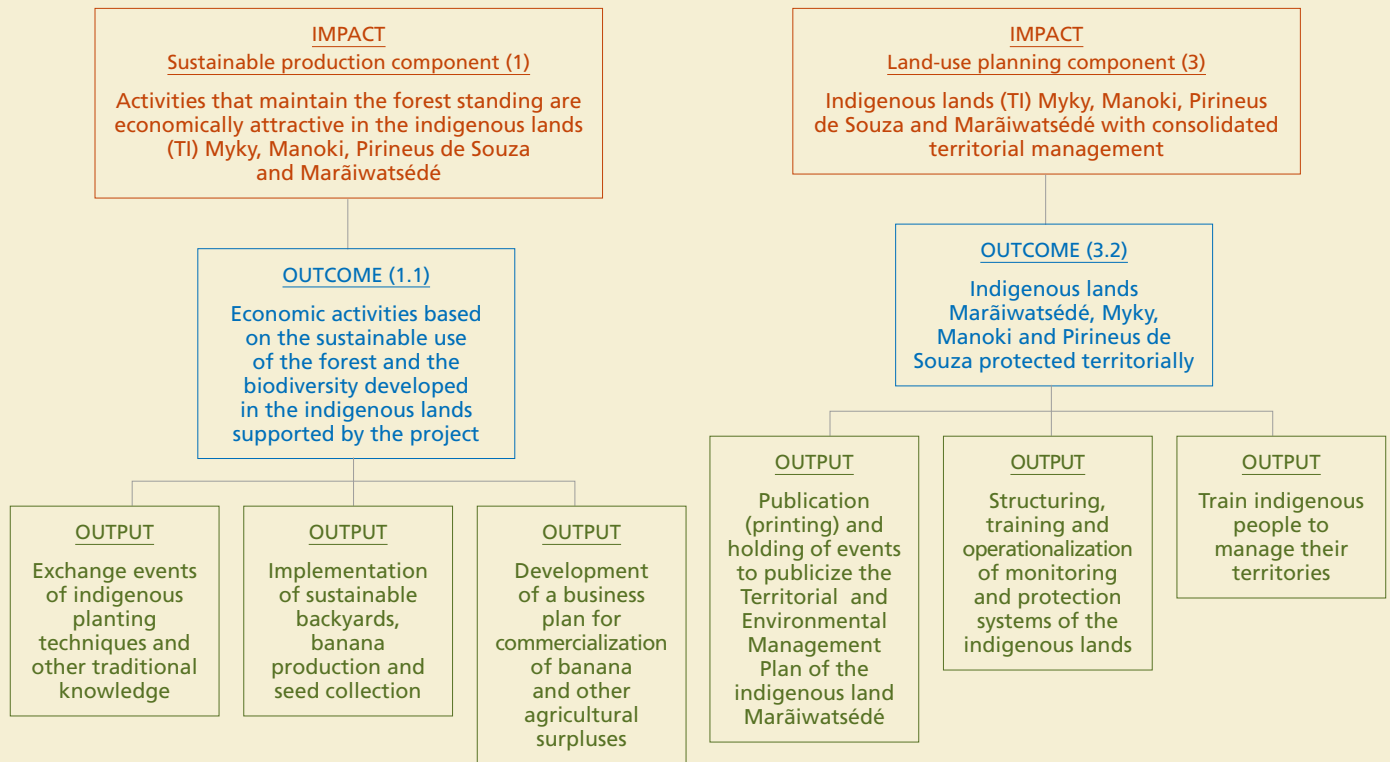 IMPACT
Sustainable production component (1)
Activities that maintain the forest standing are
economically attractive in the indigenous lands
(TI) Myky, Manoki, Pirineus de Souza
and Marãiwatsédé
OUTCOME (1.1)
Economic activities based
on the sustainable use
of the forest and the
biodiversity developed
in the indigenous lands
supported by the project
OUTPUT
Exchange events
of indigenous
planting
techniques and
other traditional
knowledge
OUTPUT
Implementation
of sustainable
backyards,
banana
production and
seed collection
OUTPUT
Development
of a business
plan for
commercialization
of banana
and other
agricultural
surpluses
IMPACT
Land-use planning component (3)
Indigenous lands (TI) Myky, Manoki, Pirineus
de Souza and Marãiwatsédé with consolidated
territorial management
OUTCOME (3.2)
Indigenous lands
Marãiwatsédé, Myky,
Manoki and Pirineus de
Souza protected territorially
OUTPUT
Publication
(printing) and
holding of events
to publicize the
Territorial and
Environmental
Management
Plan of the
indigenous land
Marãiwatsédé
OUTPUT
Structuring,
training and
operationalization
of monitoring
and protection
systems of the
indigenous lands
OUTPUT
Train indigenous
people to
manage their
territories